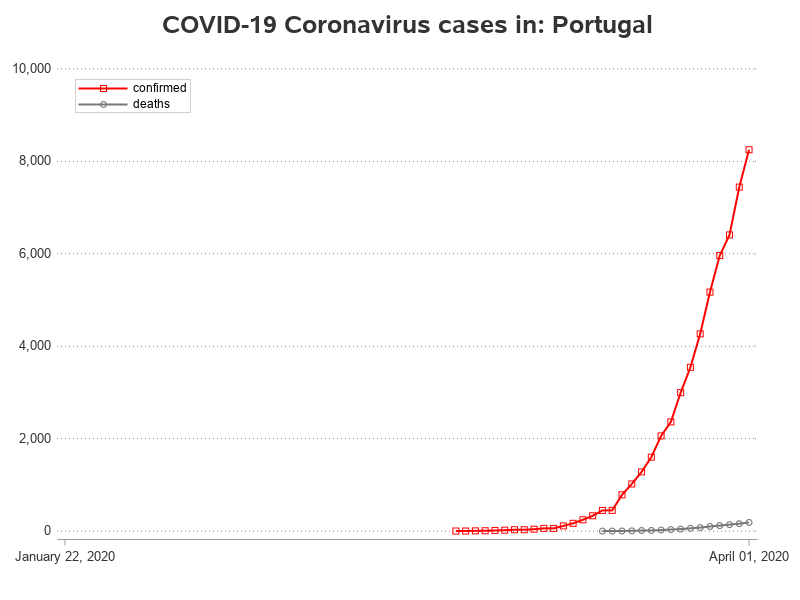 COVID-19 Coronavirus cases in: Portugal
10,000
confirmed
deaths
8,000
6,000
4,000
2,000
0
January 22, 2020
April 01, 2020